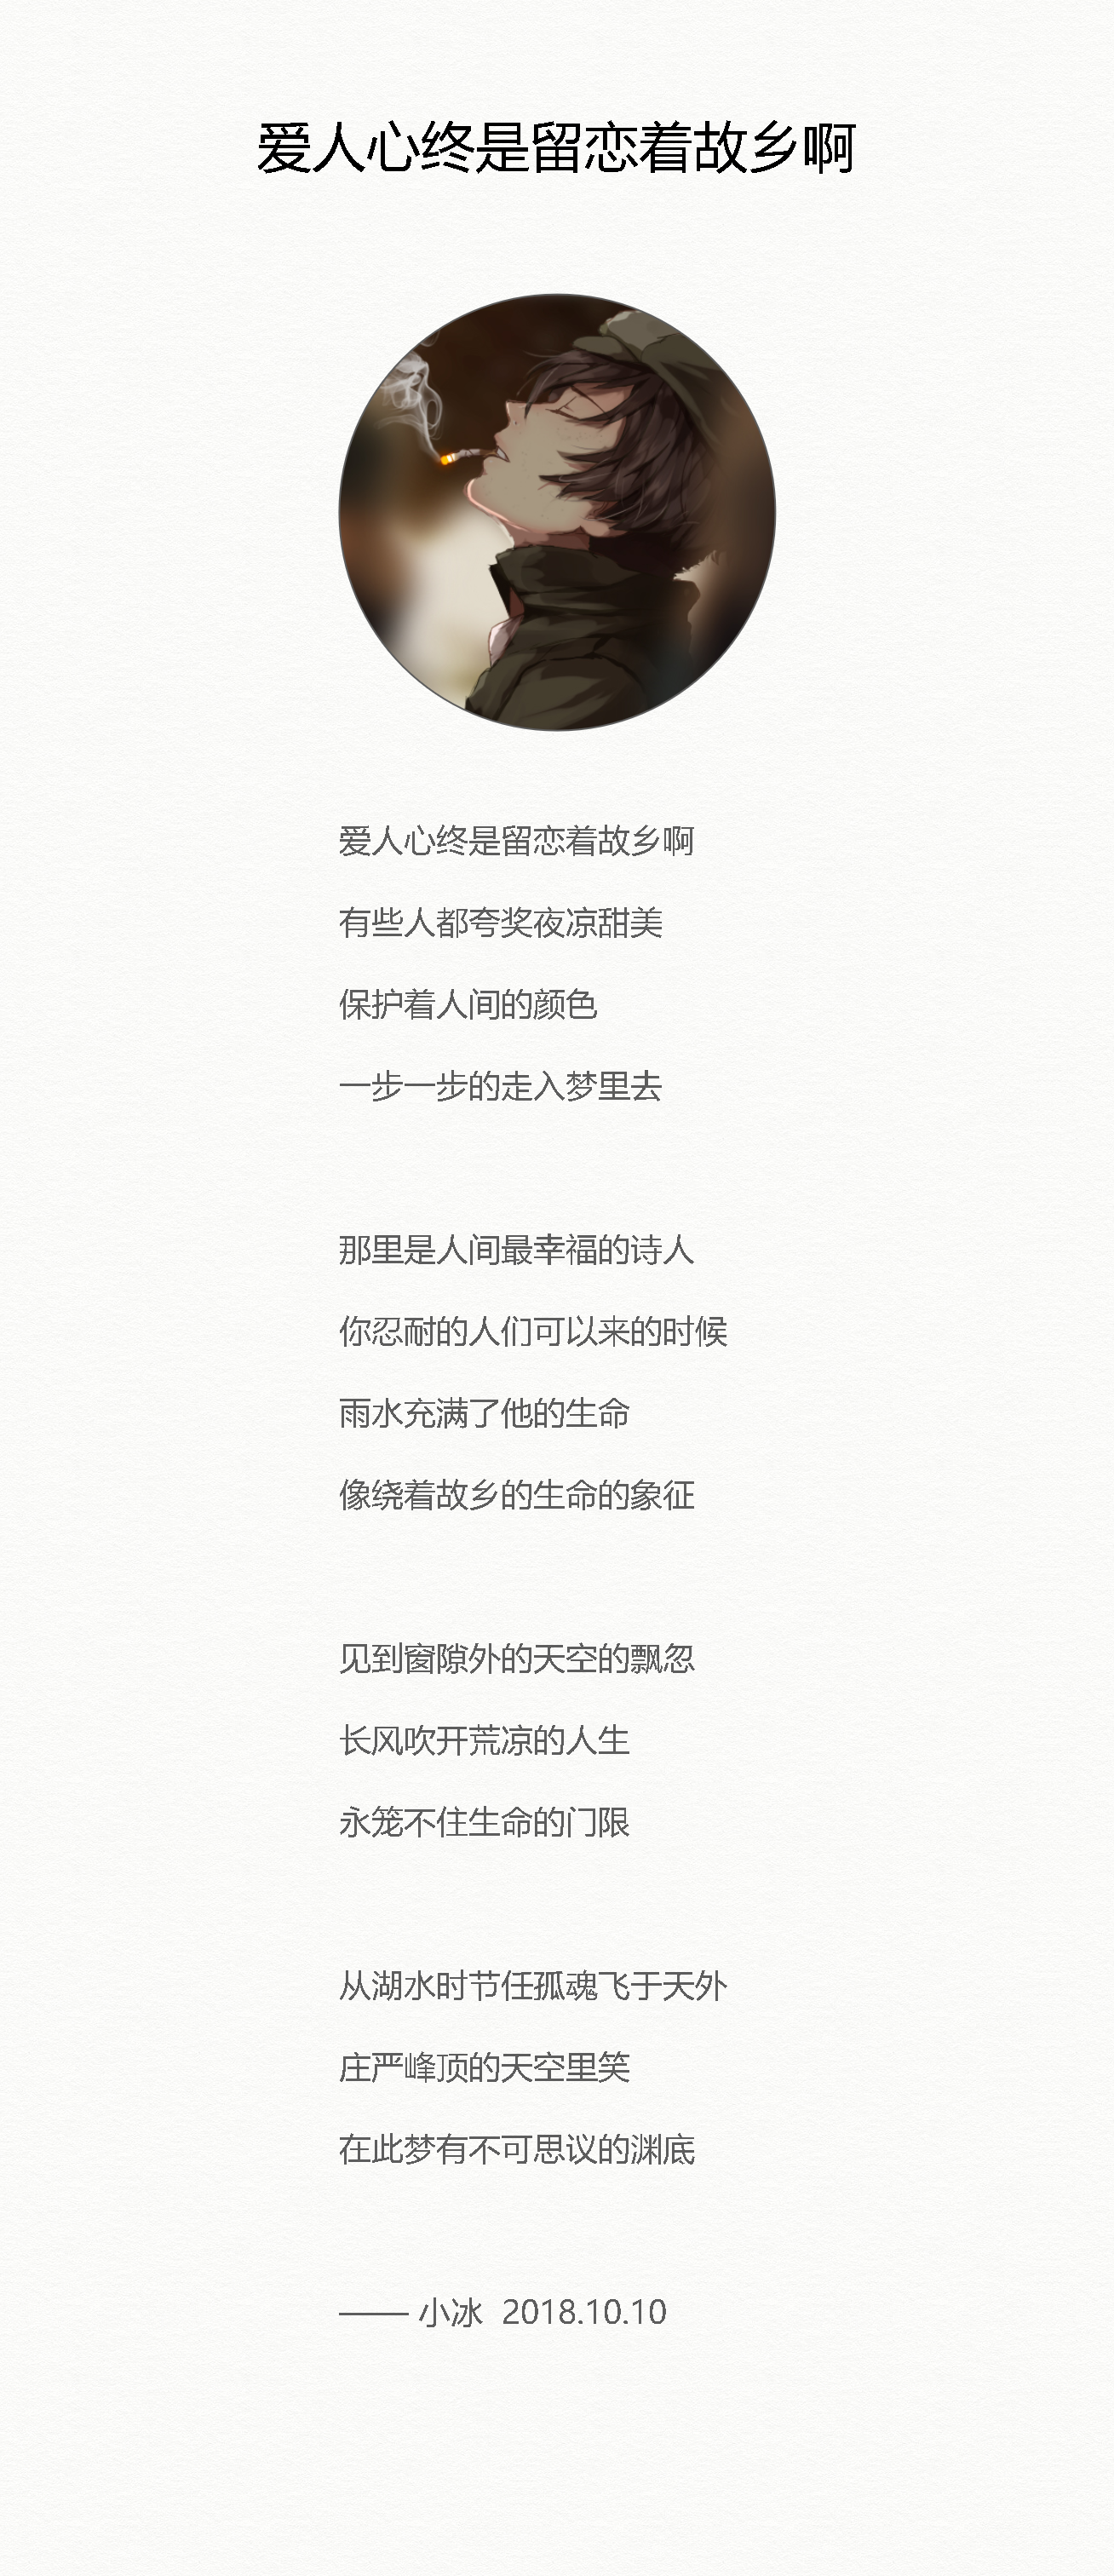 爱人心终是留恋着故乡啊
爱人心终是留恋着故乡啊
有些人都夸奖夜凉甜美
保护着人间的颜色
一步一步的走入梦里去
那里是人间最幸福的诗人
你忍耐的人们可以来的时候
雨水充满了他的生命
像绕着故乡的生命的象征
见到窗隙外的天空的飘忽
长风吹开荒凉的人生
永笼不住生命的门限
从湖水时节任孤魂飞于天外
庄严峰顶的天空里笑
在此梦有不可思议的渊底
—— 小冰 2018.10.10